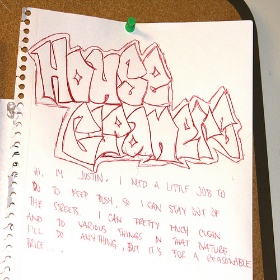 House
Cleaners
HI, I'M JUSTIN. I NEED A LITTLE JOB TO
DO TO KEEP BUSY, SO I CAN STAY OUT OF
THE STREETS. I CAN PRETTY MUCH CLEAN
AND DO VARIOUS THINGS IN THAT NATURE
I'LL DO ANYTHING, BUT IT'S FOR A REASONABLE
PRICE...